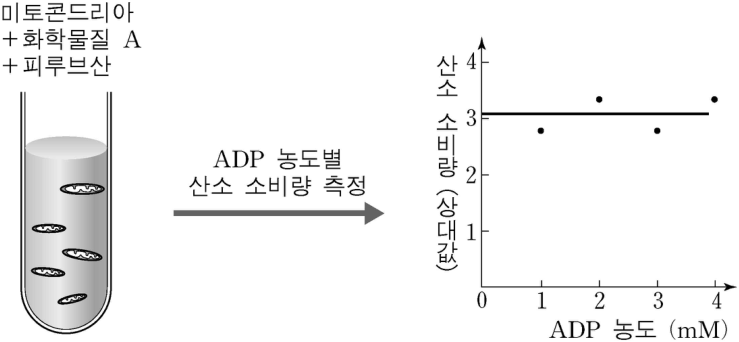 미토콘드리아
+화학물질 A
+피루브산
ADP 농도별
산소 소비량 측정
산소 소비량 (상대값)
4
3
2
1
0 1 2 3 4
ADP 농도 (mM)